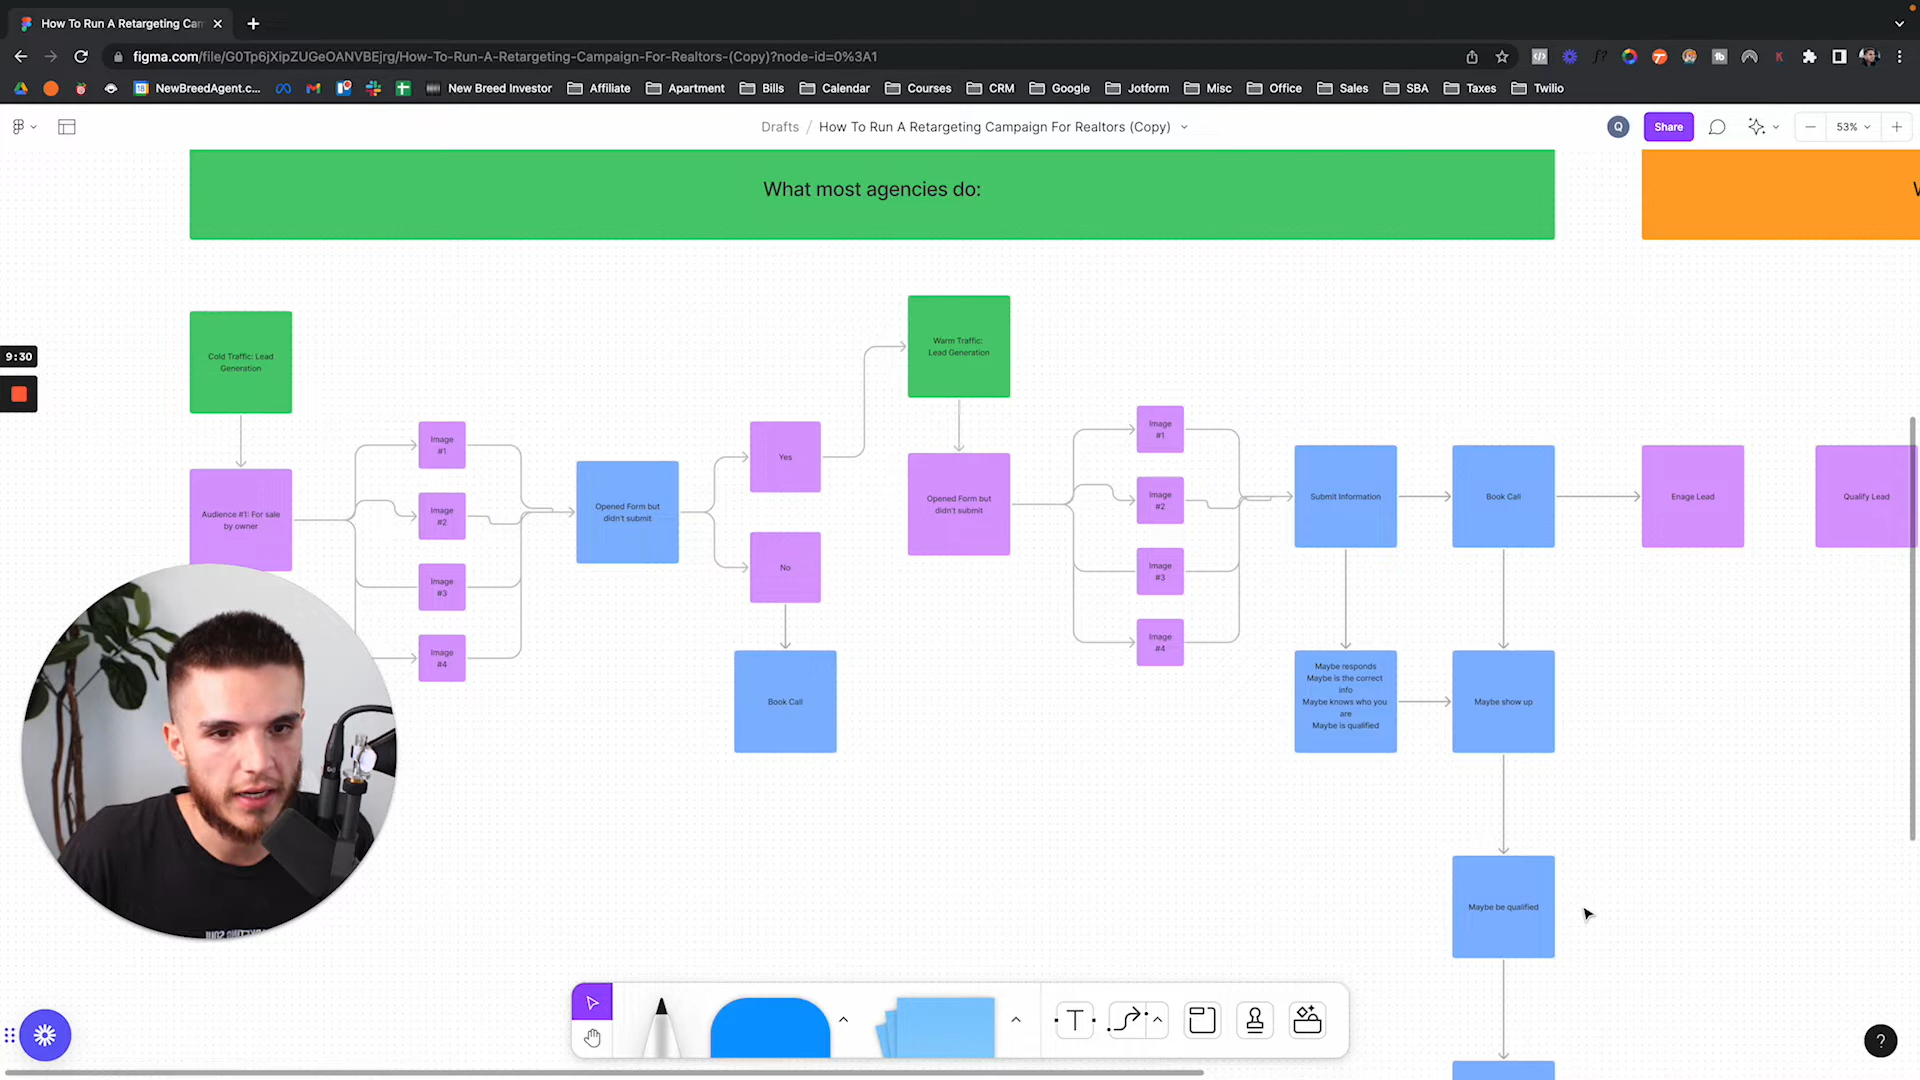 How To Run A Retargeting Car
figma.com/file/G0Tp6jXipZUGeOANVBEjrg/How-To-Run-A-Retargeting-Campaign-For-Realtors-(Copy)?node-id=0%3A1
NewBreedAgent.c...
New Breed Investor
Affiliate
Apartment
Bills
Calendar
Courses
CRM
Google
Jotform
Misc
Office
Sales
SBA
Taxes
Twilio
Drafts / How To Run A Retargeting Campaign For Realtors (Copy)
Q
Share
53%
What most agencies do:
9:30
Cold Traffic: Lead
Generation
Audience #1: For sale
by owner
Image
#1
Image
#2
Image
#3
Image
#4
Opened Form but
didn't submit
Yes
No
Book Call
Warm Traffic:
Lead Generation
Opened Form but
didn't submit
Image
#1
Image
#2
Image
#3
Image
#4
Submit Information
Book Call
Enage Lead
Qualify Lead
Maybe responds
Maybe is the correct
info
Maybe knows who you
are
Maybe is qualified
Maybe show up
Maybe be qualified
T
?